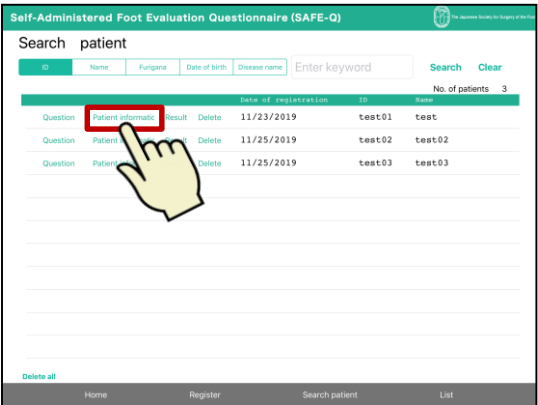 Self-Administered Foot Evaluation Questionnaire (SAFE-Q) The Japanese Society for Surgery of the Foot
Search patient
ID Name Furigana Date of birth Disease name Enter keyword Search Clear
No. of patients 3
Date of registration ID Name
Question Patient informatic Result Delete 11/23/2019 test01 test
Question Patient Delete 11/25/2019 test02 test02
Question Patient Delete 11/25/2019 test03 test03
Delete all
Home Register Search patient List